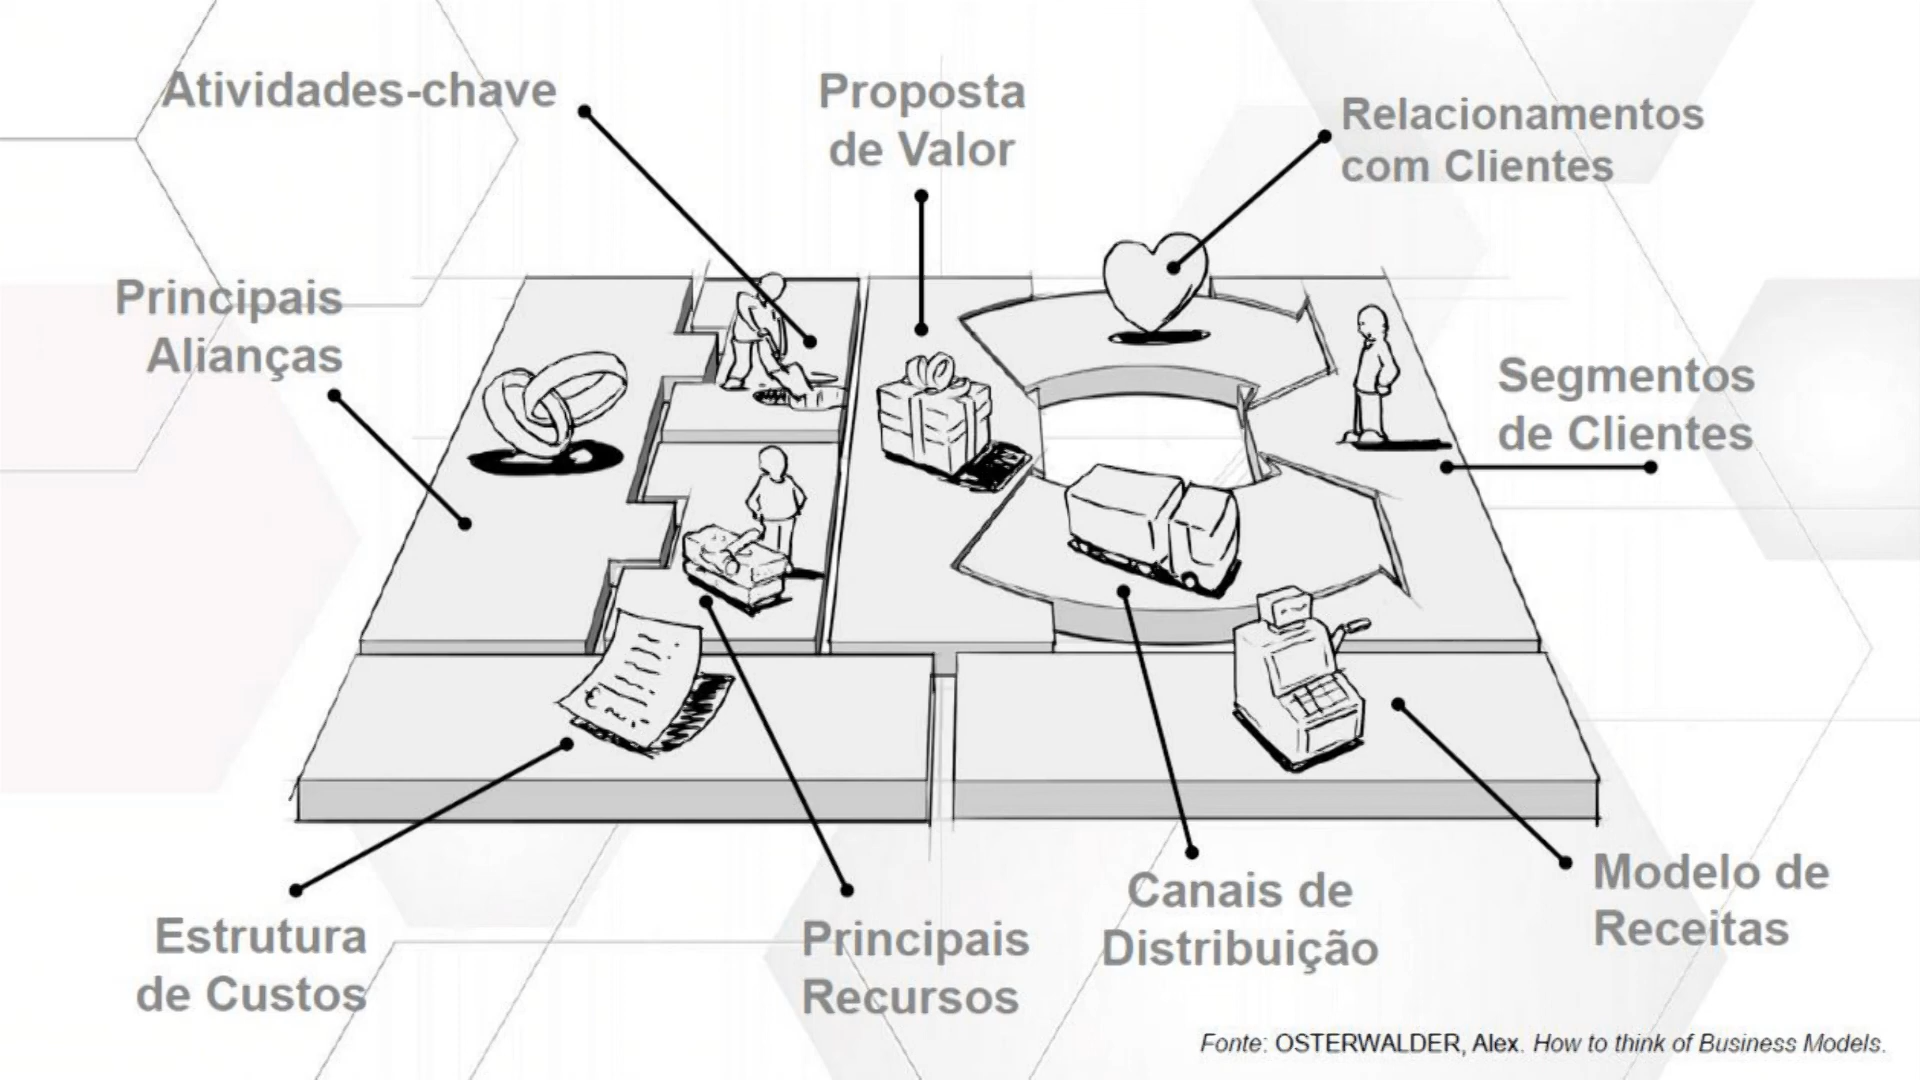 Atividades-chave
Proposta
de Valor
Relacionamentos
com Clientes
Principais
Alianças
Segmentos
de Clientes
Estrutura
de Custos
Principais
Recursos
Canais de
Distribuição
Modelo de
Receitas
Fonte: OSTERWALDER, Alex. How to think of Business Models.